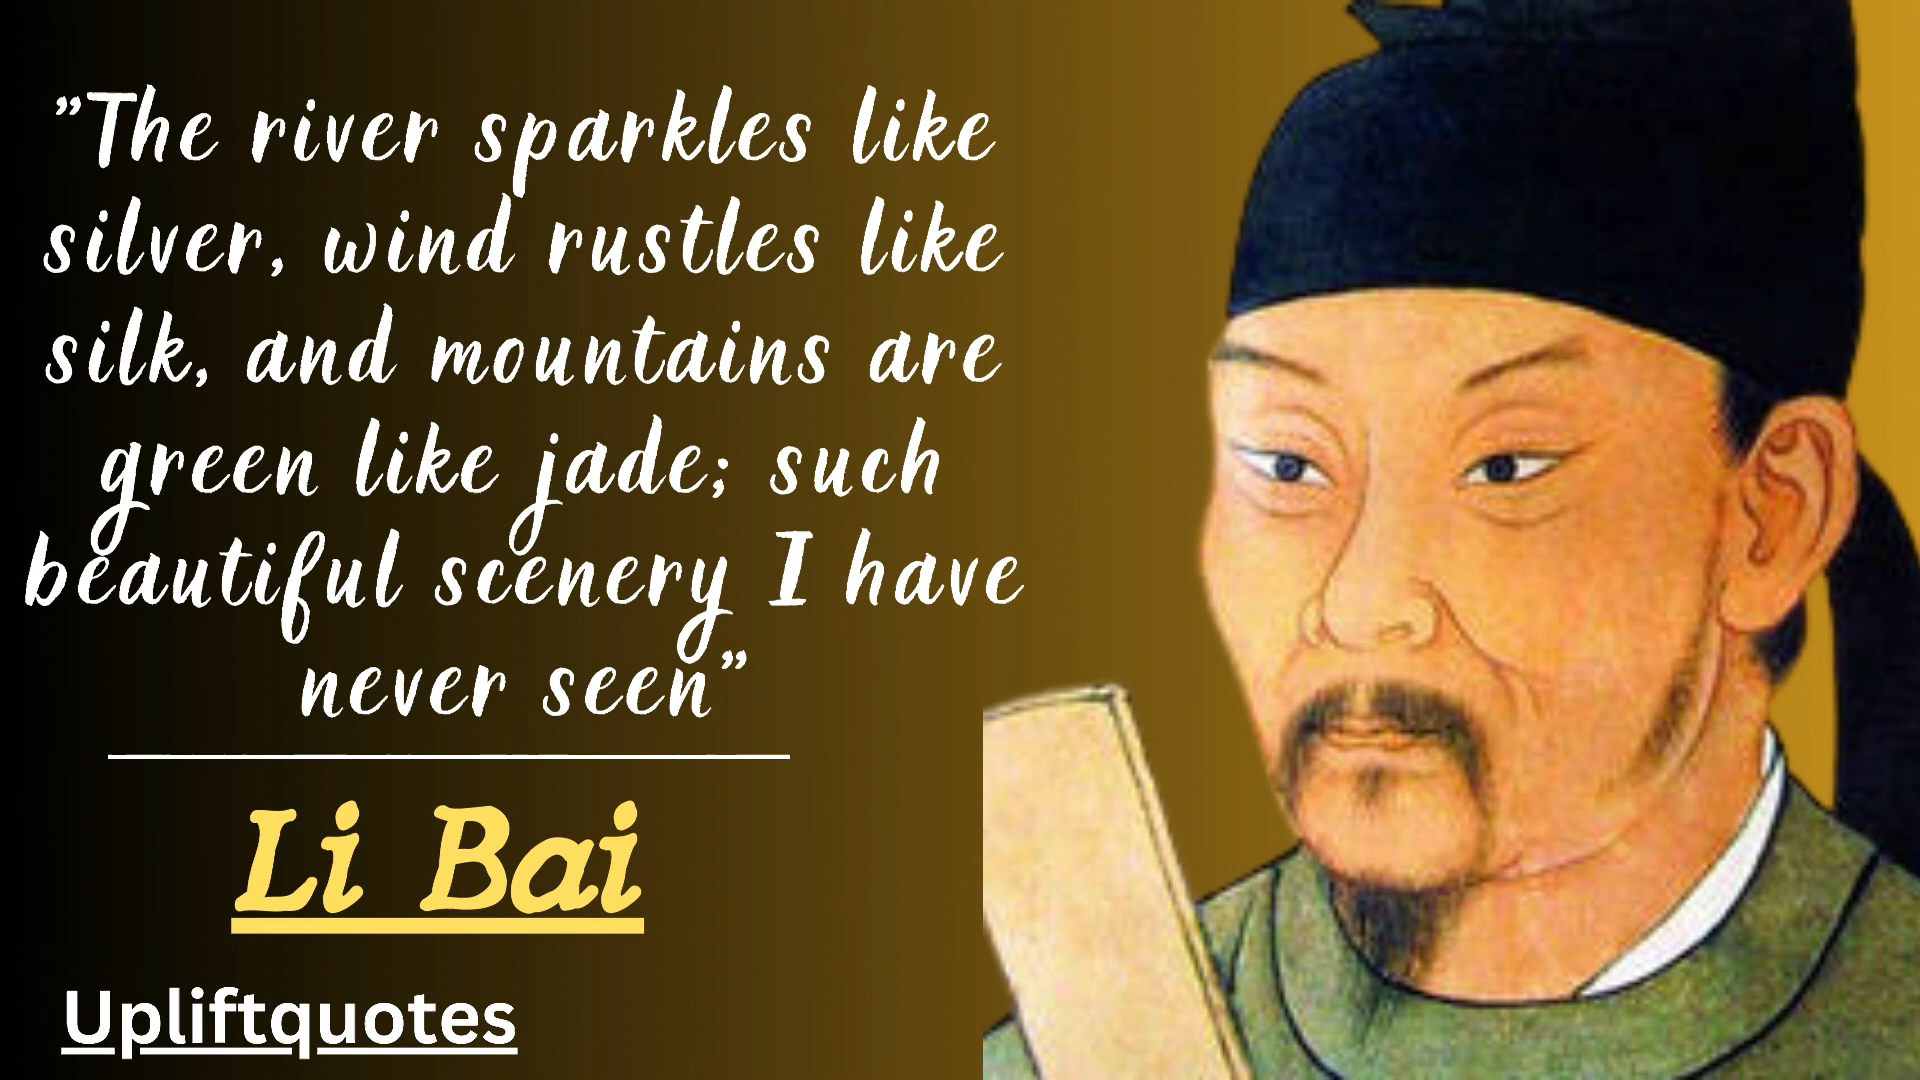 ”The river sparkles like
silver, wind rustles like
silk, and mountains are
green like jade; such
beautiful scenery I have
never seen”
Li Bai
Upliftquotes